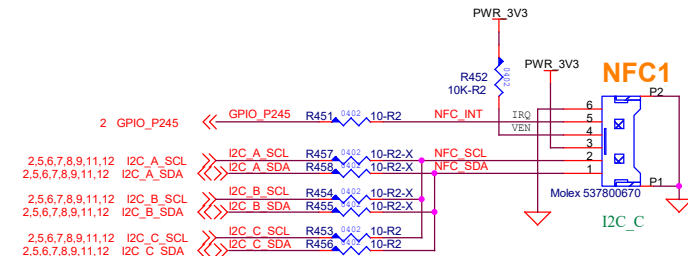 PWR_3V3
PWR_3V3
NFC1
R452
10K-R2
0402
P2
6
2 GPIO_P245 GPIO_P245 R451 0402 10-R2 NFC_INT IRQ 5
VEN 4
3
2,5,6,7,8,9,11,12 I2C_A_SCL I2C_A_SCL R457 0402 10-R2-X NFC_SCL 2
2,5,6,7,8,9,11,12 I2C_A_SDA I2C_A_SDA R458 0402 10-R2-X NFC_SDA 1
P1
Molex 537800670
2,5,6,7,8,9,11,12 I2C_B_SCL I2C_B_SCL R454 0402 10-R2-X
2,5,6,7,8,9,11,12 I2C_B_SDA I2C_B_SDA R455 0402 10-R2-X
I2C_C
2,5,6,7,8,9,11,12 I2C_C_SCL I2C_C_SCL R453 0402 10-R2
2,5,6,7,8,9,11,12 I2C_C_SDA I2C_C_SDA R456 0402 10-R2